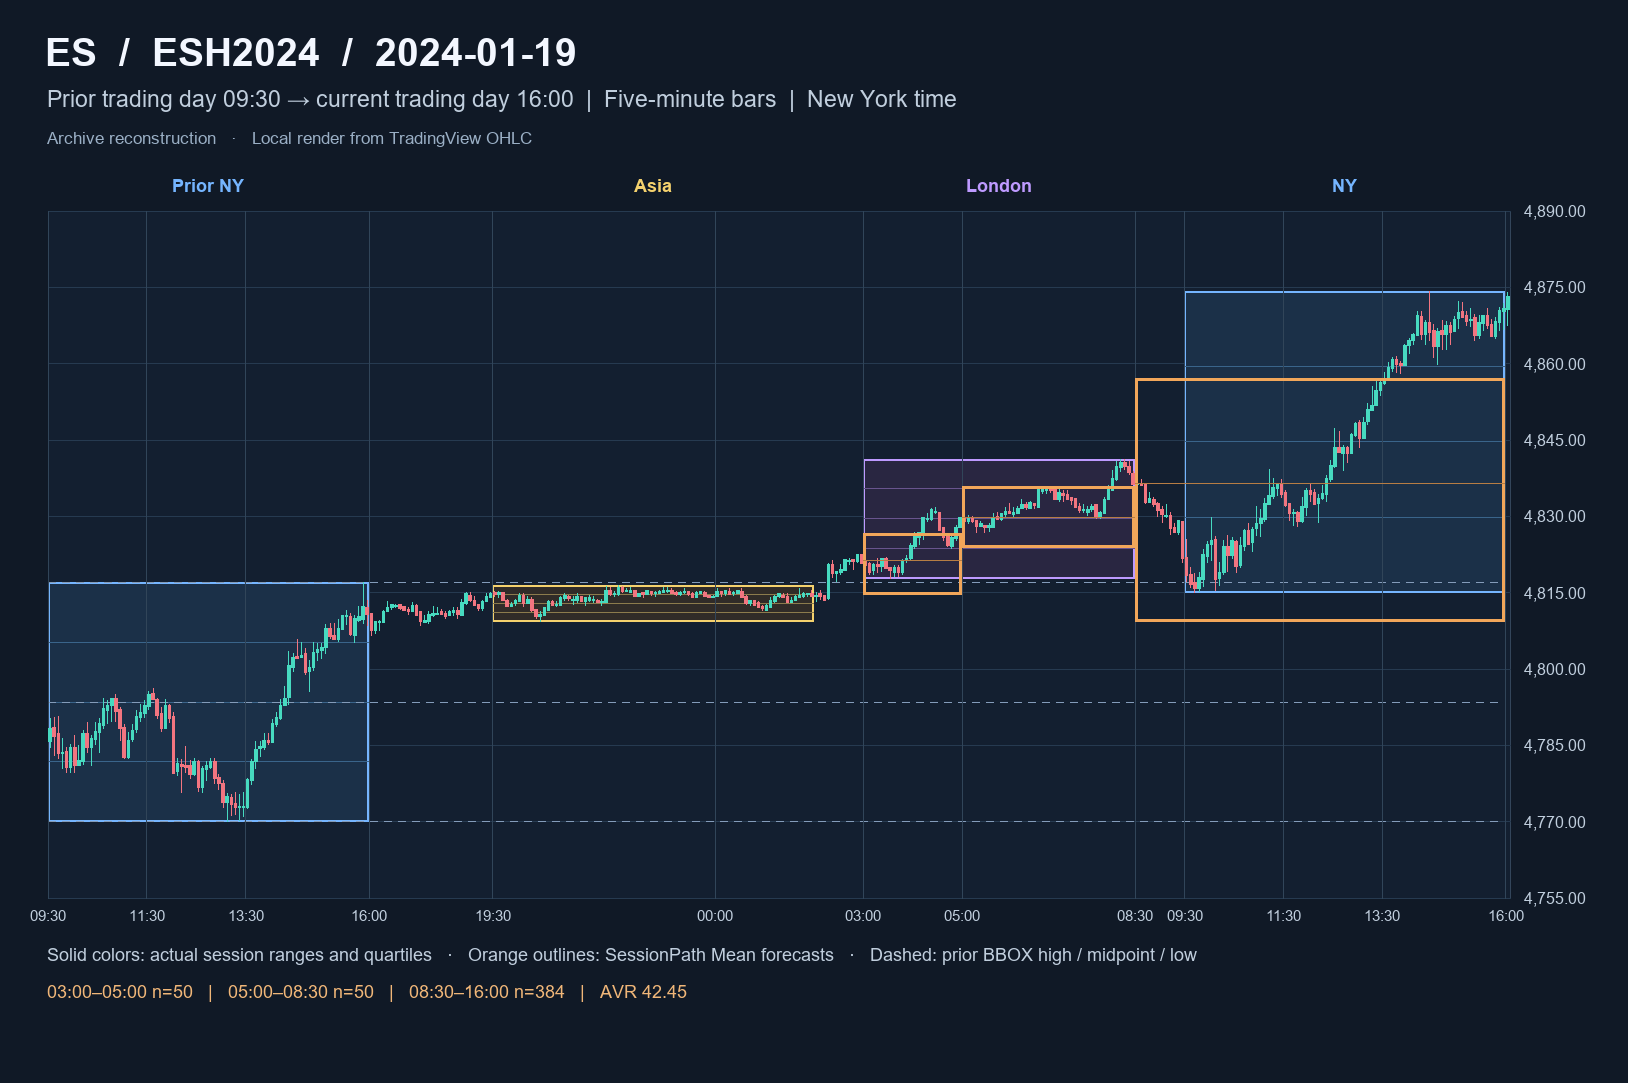 ES / ESH2024 / 2024-01-19
Prior trading day 09:30 → current trading day 16:00 | Five-minute bars | New York time
Archive reconstruction · Local render from TradingView OHLC
Prior NY Asia London NY
4,890.00
4,875.00
4,860.00
4,845.00
4,830.00
4,815.00
4,800.00
4,785.00
4,770.00
4,755.00
09:30 11:30 13:30 16:00 19:30 00:00 03:00 05:00 08:30 09:30 11:30 13:30 16:00
Solid colors: actual session ranges and quartiles · Orange outlines: SessionPath Mean forecasts · Dashed: prior BBOX high / midpoint / low
03:00–05:00 n=50 | 05:00–08:30 n=50 | 08:30–16:00 n=384 | AVR 42.45